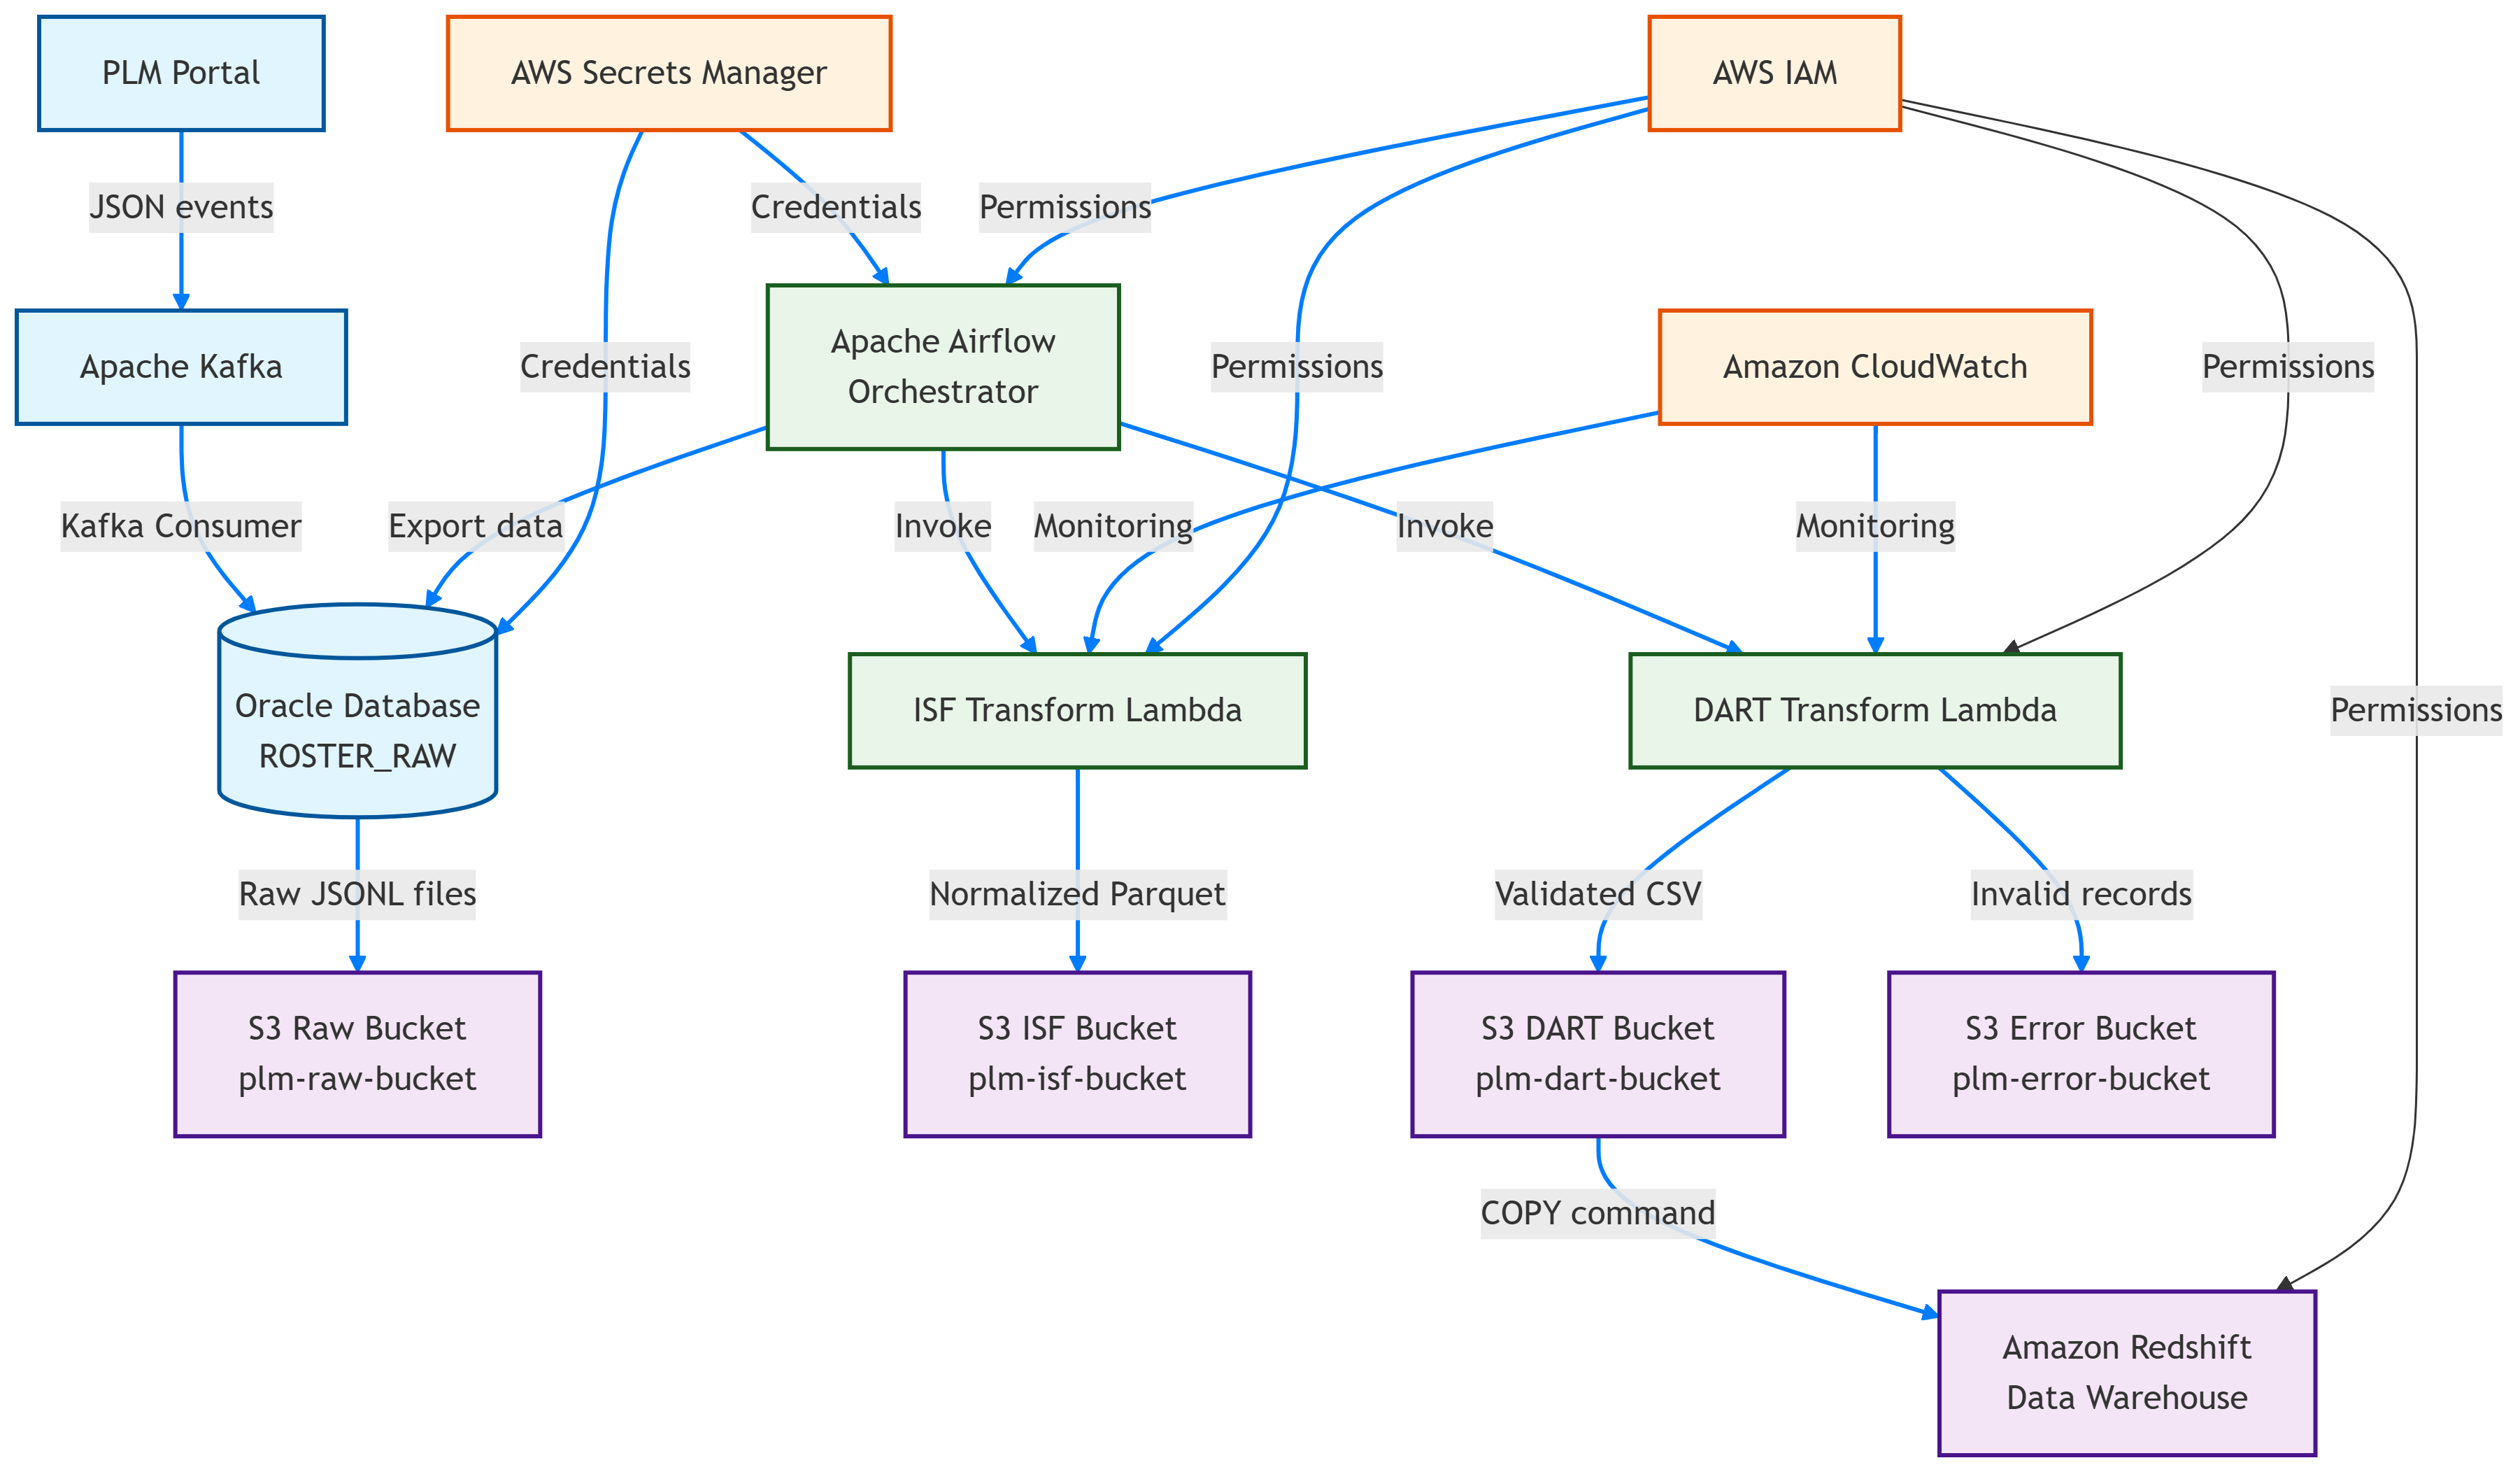 PLM Portal
AWS Secrets Manager
AWS IAM
JSON events
Credentials
Permissions
Apache Kafka
Credentials
Apache Airflow
Orchestrator
Permissions
Amazon CloudWatch
Permissions
Kafka Consumer
Export data
Invoke
Monitoring
Invoke
Monitoring
Oracle Database
ROSTER_RAW
ISF Transform Lambda
DART Transform Lambda
Permissions
Raw JSONL files
Normalized Parquet
Validated CSV
Invalid records
S3 Raw Bucket
plm-raw-bucket
S3 ISF Bucket
plm-isf-bucket
S3 DART Bucket
plm-dart-bucket
S3 Error Bucket
plm-error-bucket
COPY command
Amazon Redshift
Data Warehouse